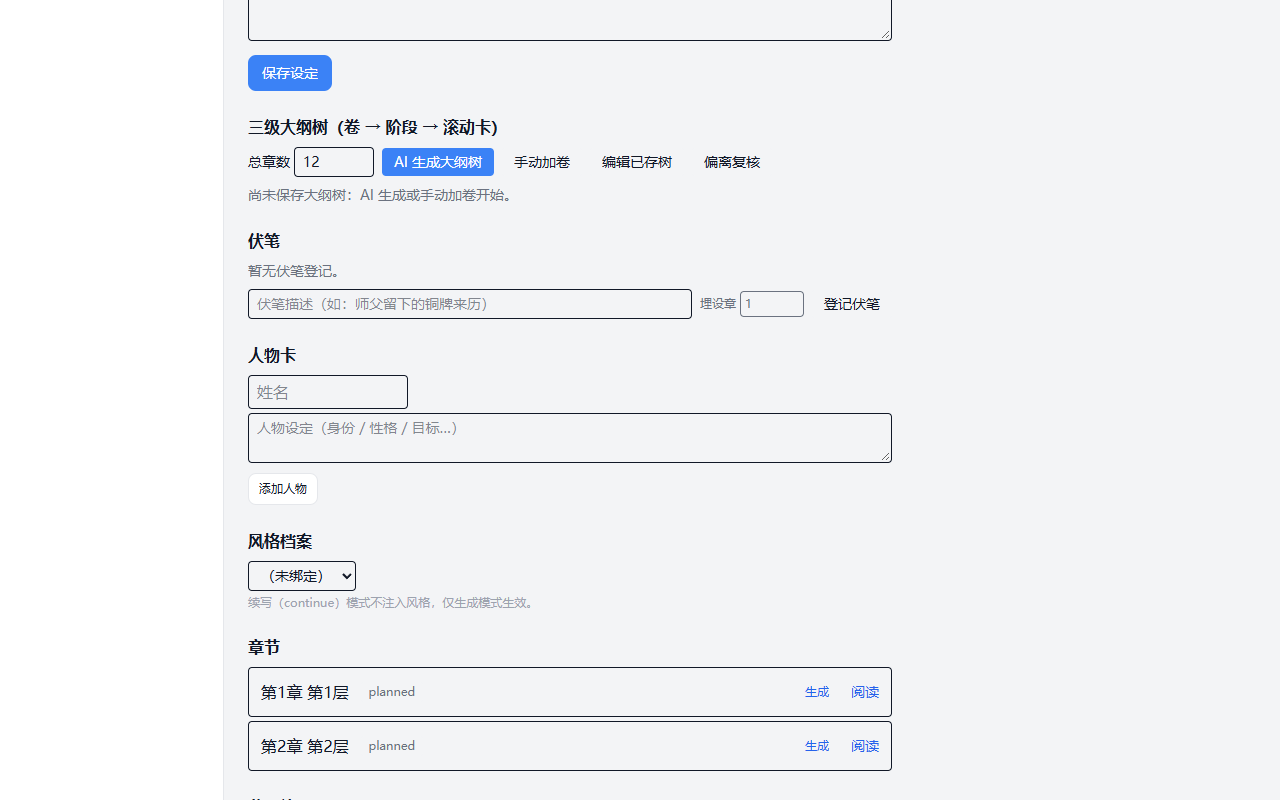 保存设定
三级大纲树（卷 → 阶段 → 滚动卡）
总章数 12 AI 生成大纲树 手动加卷 编辑已存树 偏离复核
尚未保存大纲树：AI 生成或手动加卷开始。
伏笔
暂无伏笔登记。
伏笔描述（如：师父留下的铜牌来历） 埋设章 1 登记伏笔
人物卡
姓名
人物设定（身份 / 性格 / 目标…）
添加人物
风格档案
（未绑定）
续写（continue）模式不注入风格，仅生成模式生效。
章节
第1章 第1层 planned 生成 阅读
第2章 第2层 planned 生成 阅读